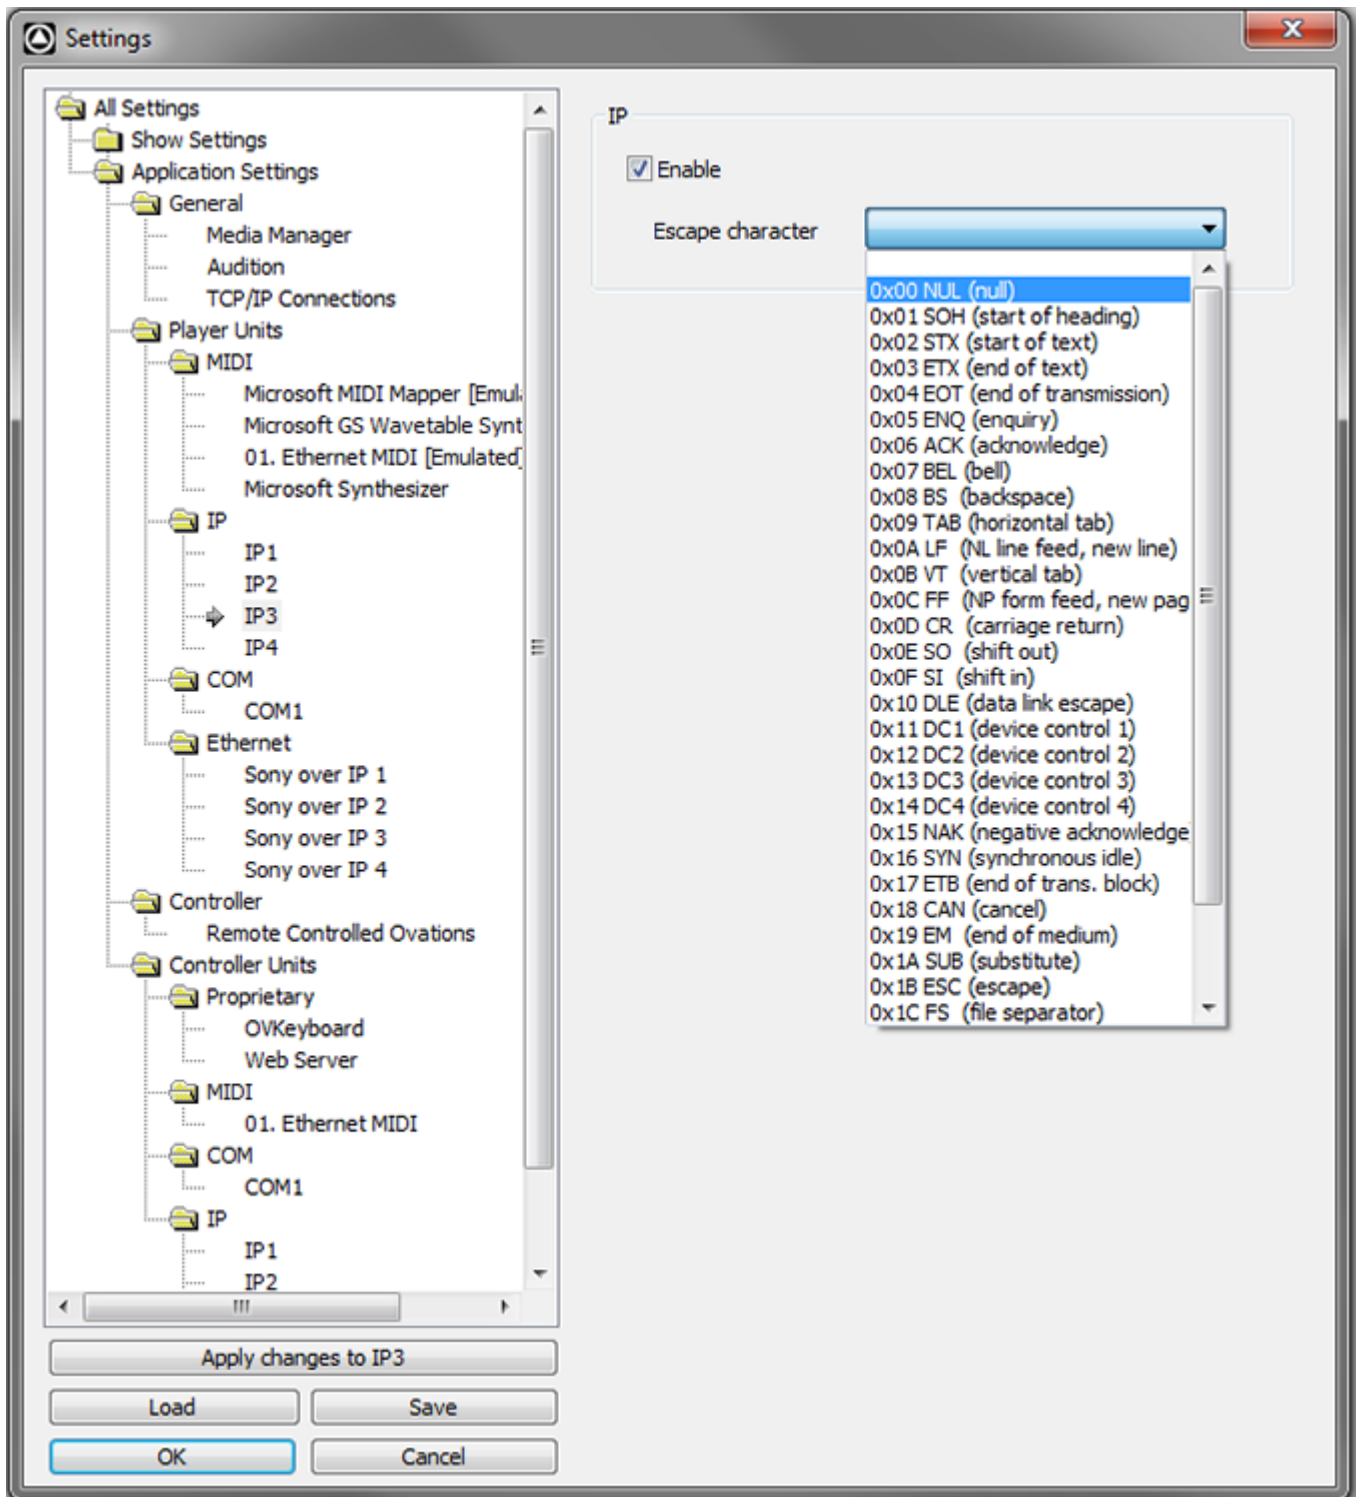 Settings
All Settings
Show Settings
Application Settings
General
Media Manager
Audition
TCP/IP Connections
Player Units
MIDI
Microsoft MIDI Mapper [Emul
Microsoft GS Wavetable Synt
01. Ethernet MIDI [Emulated]
Microsoft Synthesizer
IP
IP1
IP2
IP3
IP4
COM
COM1
Ethernet
Sony over IP 1
Sony over IP 2
Sony over IP 3
Sony over IP 4
Controller
Remote Controlled Ovations
Controller Units
Proprietary
OVKeyboard
Web Server
MIDI
01. Ethernet MIDI
COM
COM1
IP
IP1
IP2
Apply changes to IP3
Load
Save
OK
Cancel
IP
Enable
Escape character
0x00 NUL (null)
0x01 SOH (start of heading)
0x02 STX (start of text)
0x03 ETX (end of text)
0x04 EOT (end of transmission)
0x05 ENQ (enquiry)
0x06 ACK (acknowledge)
0x07 BEL (bell)
0x08 BS (backspace)
0x09 TAB (horizontal tab)
0x0A LF (NL line feed, new line)
0x0B VT (vertical tab)
0x0C FF (NP form feed, new pag
0x0D CR (carriage return)
0x0E SO (shift out)
0x0F SI (shift in)
0x10 DLE (data link escape)
0x11 DC1 (device control 1)
0x12 DC2 (device control 2)
0x13 DC3 (device control 3)
0x14 DC4 (device control 4)
0x15 NAK (negative acknowledge
0x16 SYN (synchronous idle)
0x17 ETB (end of trans. block)
0x18 CAN (cancel)
0x19 EM (end of medium)
0x1A SUB (substitute)
0x1B ESC (escape)
0x1C FS (file separator)